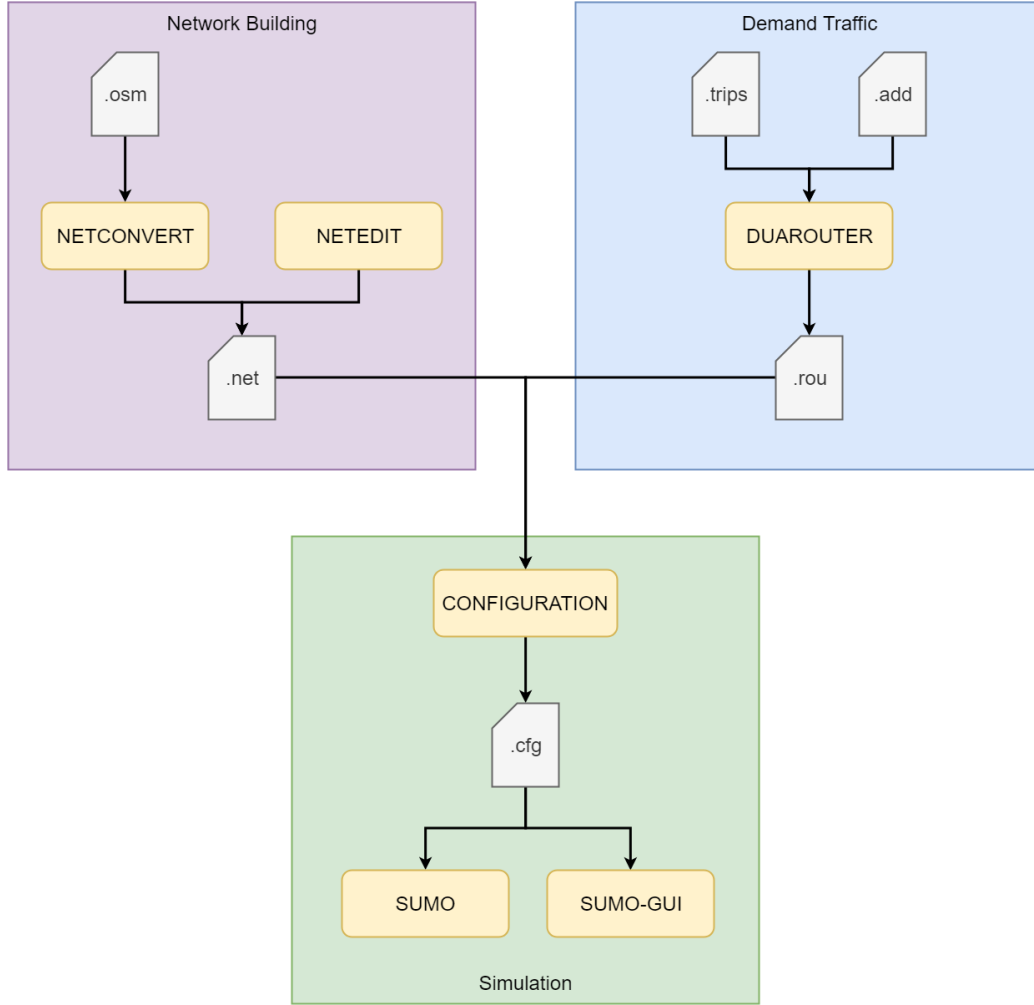 Network Building
Demand Traffic
.osm
.trips
.add
NETCONVERT
NETEDIT
DUAROUTER
.net
.rou
CONFIGURATION
.cfg
SUMO
SUMO-GUI
Simulation